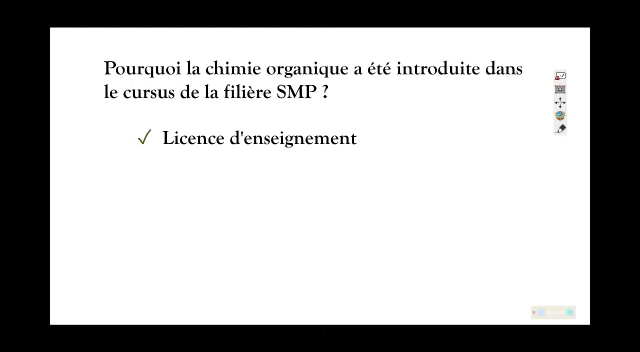 Pourquoi la chimie organique a été introduite dans
le cursus de la filière SMP ?
✓ Licence d'enseignement